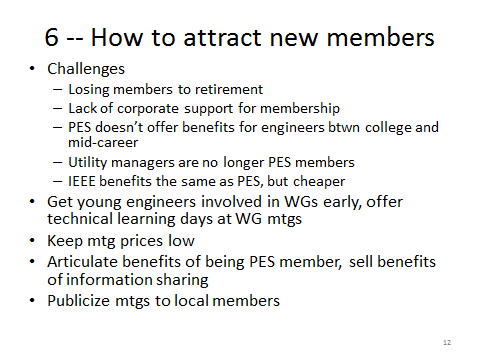 6 -- How to attract new members
• Challenges
– Losing members to retirement
– Lack of corporate support for membership
– PES doesn't offer benefits for engineers btwn college and
mid-career
– Utility managers are no longer PES members
– IEEE benefits the same as PES, but cheaper
• Get young engineers involved in WGs early, offer
technical learning days at WG mtgs
• Keep mtg prices low
• Articulate benefits of being PES member, sell benefits
of information sharing
• Publicize mtgs to local members
12